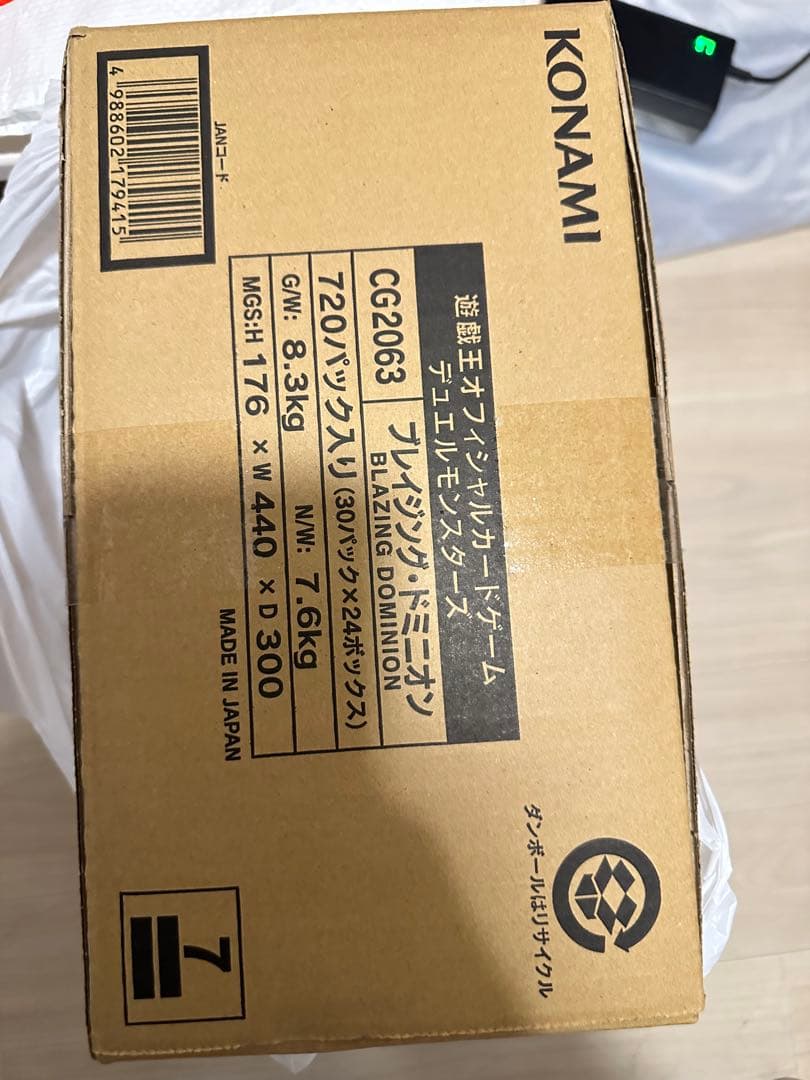 KONAMI
JANコード
4 988602 179415
遊戯王オフィシャルカードゲーム
デュエルモンスターズ
CG2063
ブレイジング・ドミニオン
BLAZING DOMINION
720パック入り(30パック×24ボックス)
G/W: 8.3kg N/W: 7.6kg
MGS:H 176 × W 440 × D 300
MADE IN JAPAN
ダンボールはリサイクル
7